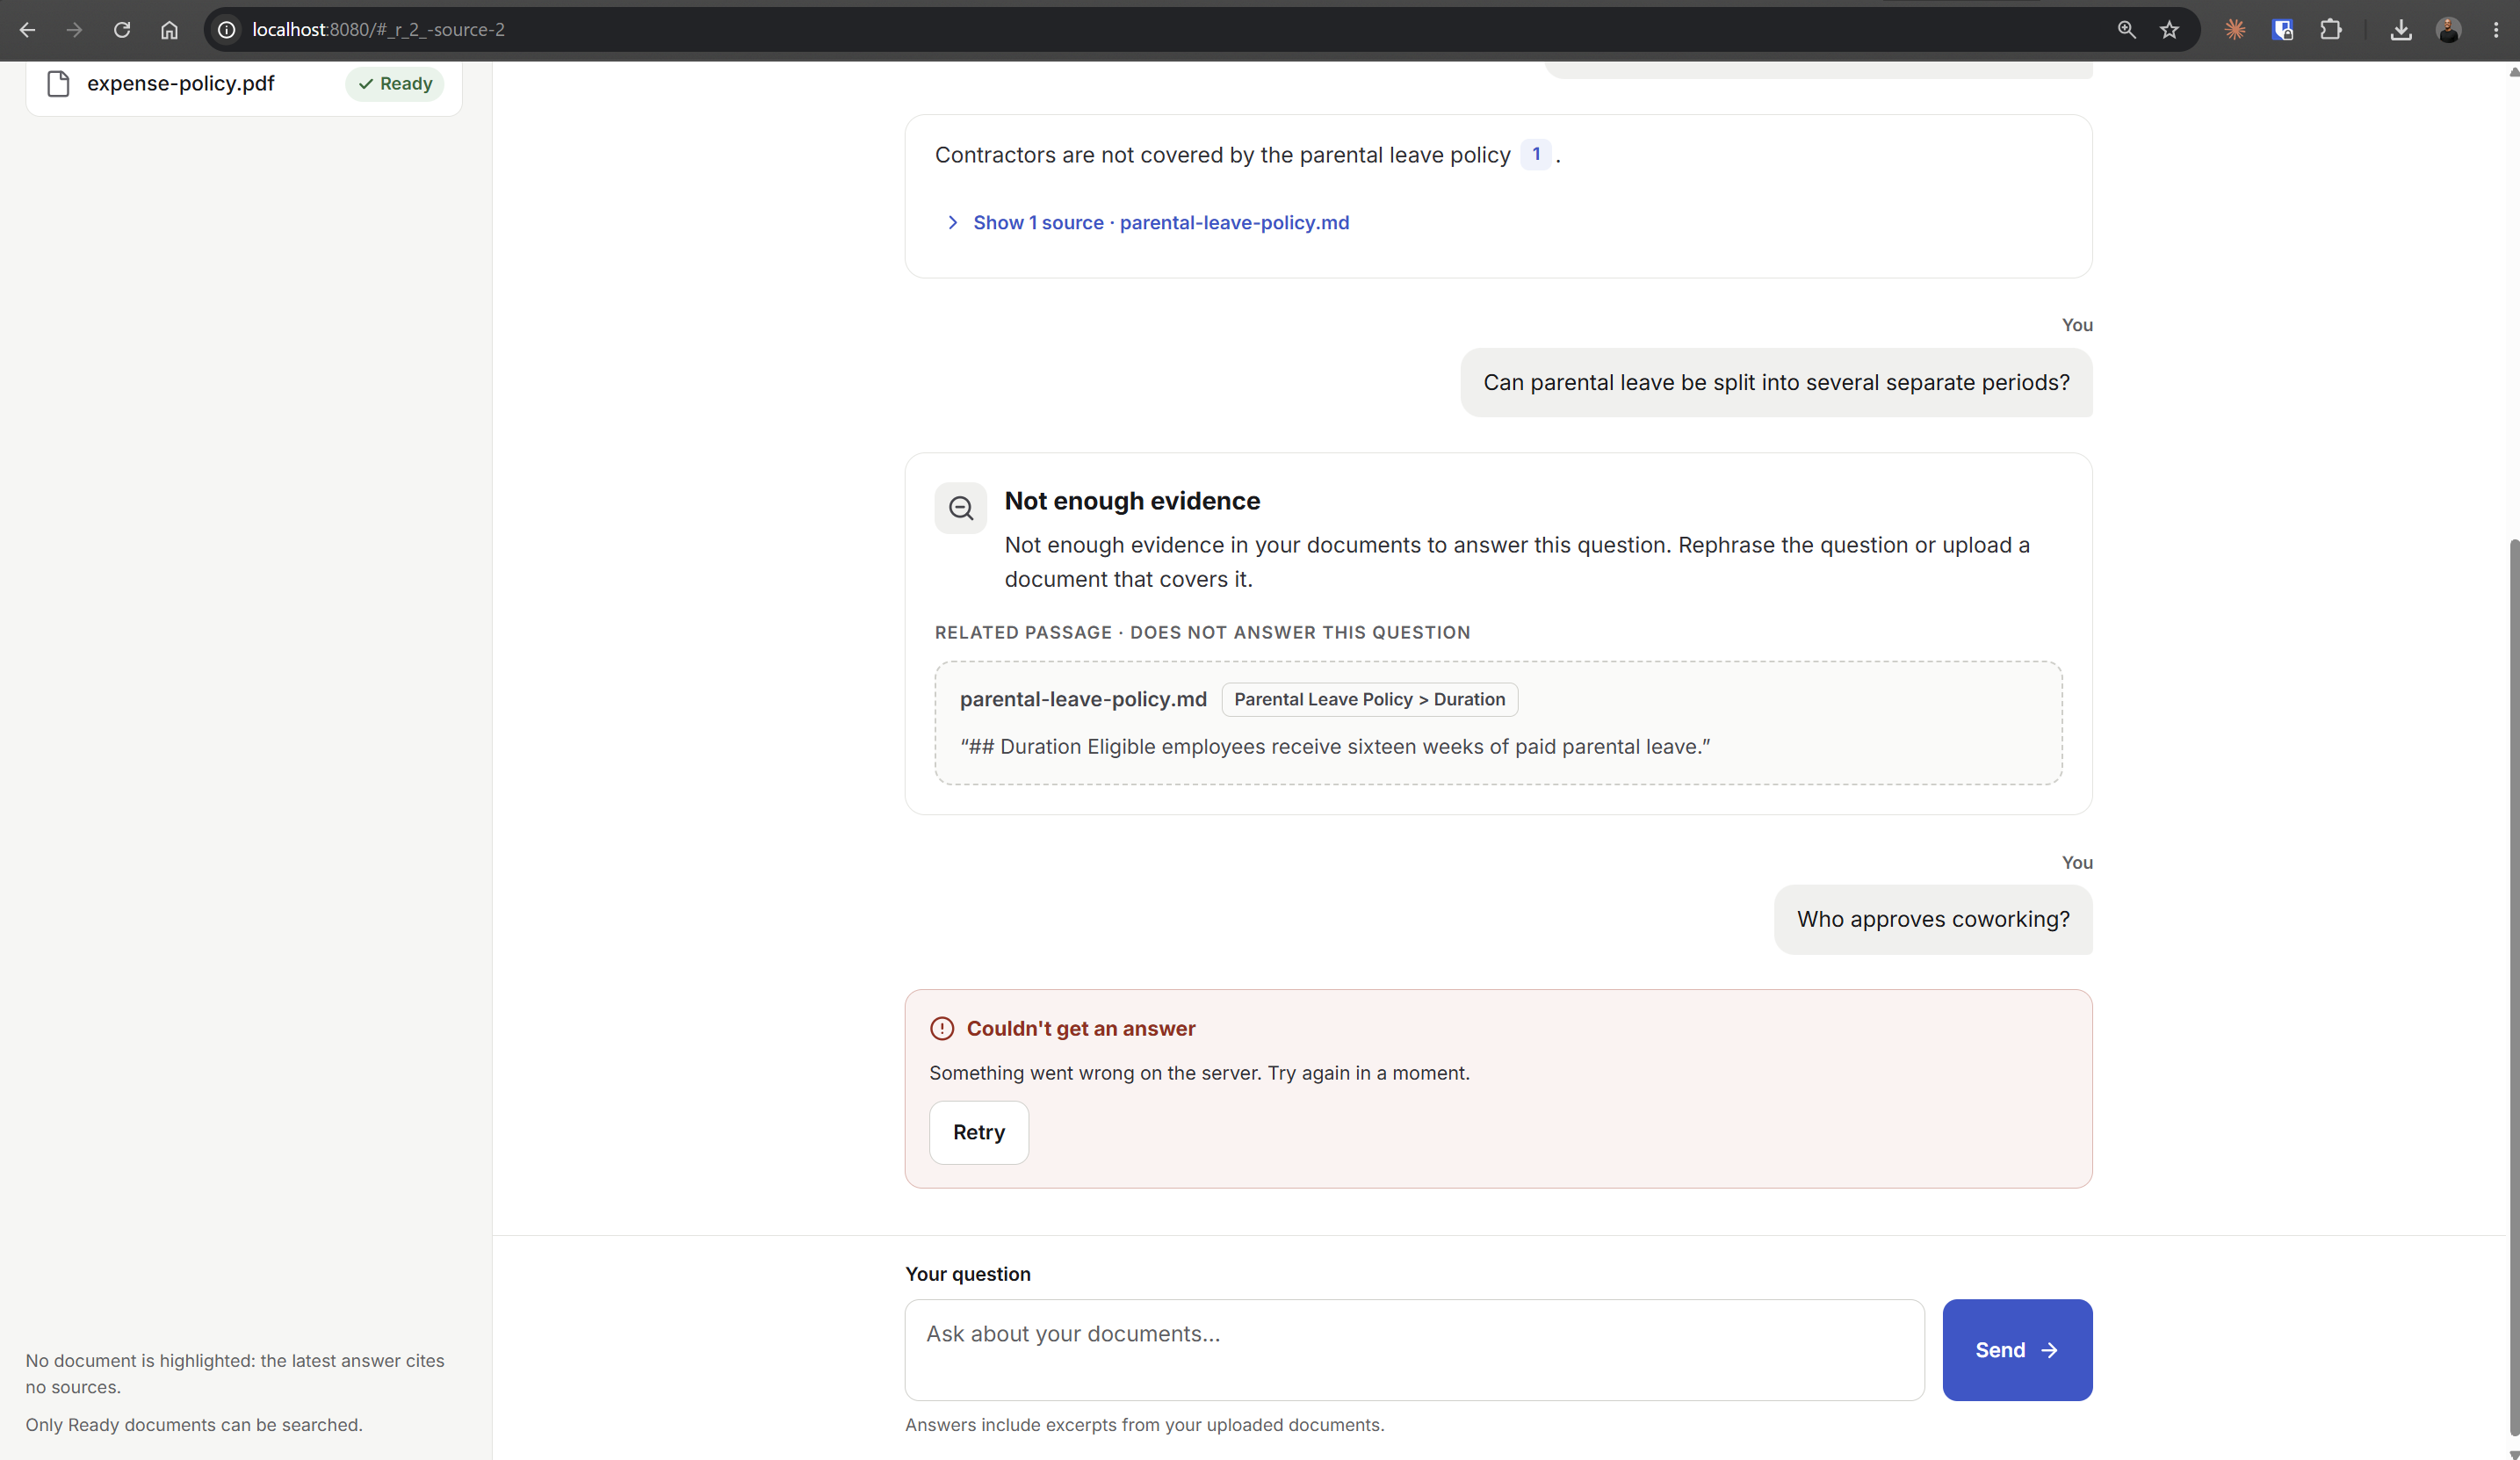 localhost:8080/#_r_2_-source-2
expense-policy.pdf
Ready
Contractors are not covered by the parental leave policy 1 .
Show 1 source · parental-leave-policy.md
You
Can parental leave be split into several separate periods?
Not enough evidence
Not enough evidence in your documents to answer this question. Rephrase the question or upload a
document that covers it.
RELATED PASSAGE · DOES NOT ANSWER THIS QUESTION
parental-leave-policy.md Parental Leave Policy > Duration
“## Duration Eligible employees receive sixteen weeks of paid parental leave.”
You
Who approves coworking?
Couldn't get an answer
Something went wrong on the server. Try again in a moment.
Retry
Your question
Ask about your documents...
Send
Answers include excerpts from your uploaded documents.
No document is highlighted: the latest answer cites
no sources.
Only Ready documents can be searched.